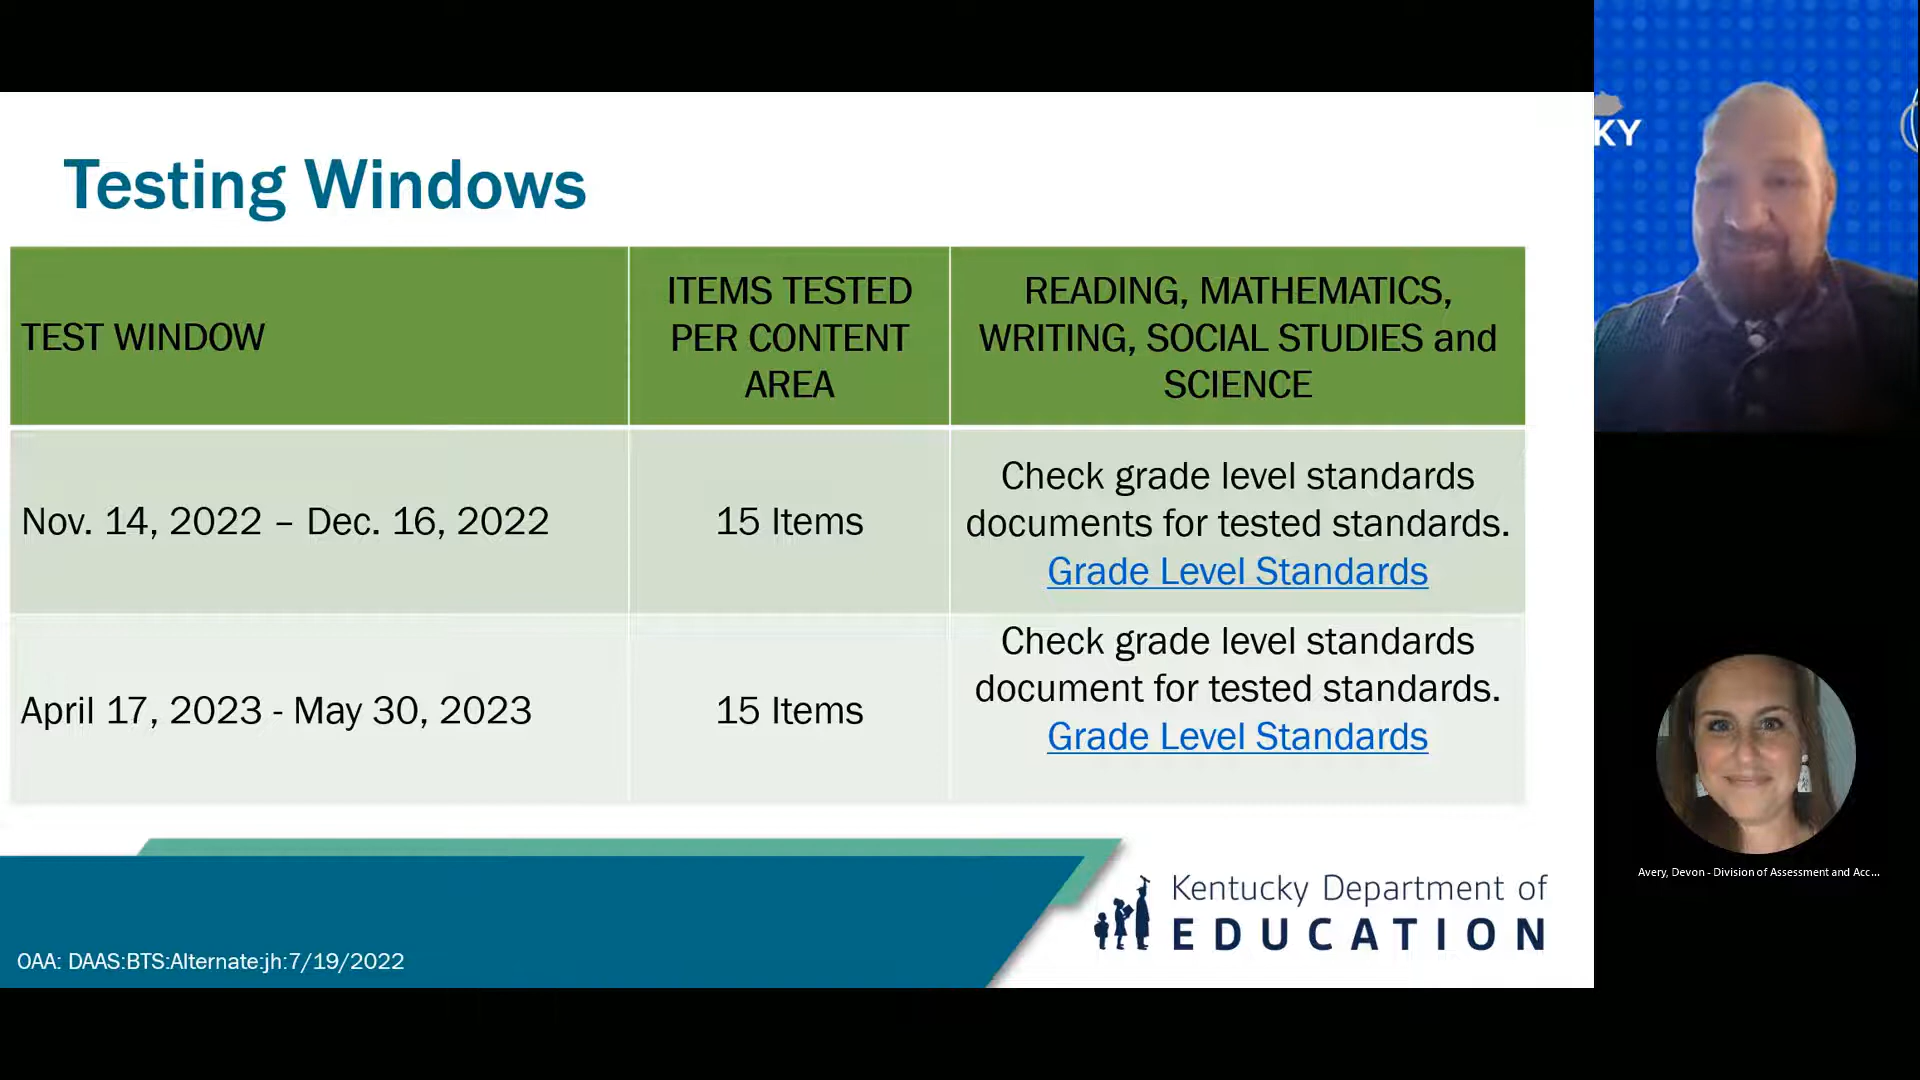 Testing Windows
TEST WINDOW
ITEMS TESTED
PER CONTENT
AREA
READING, MATHEMATICS,
WRITING, SOCIAL STUDIES and
SCIENCE
Nov. 14, 2022 – Dec. 16, 2022
15 Items
Check grade level standards
documents for tested standards.
Grade Level Standards
April 17, 2023 - May 30, 2023
15 Items
Check grade level standards
document for tested standards.
Grade Level Standards
OAA: DAAS:BTS:Alternate:jh:7/19/2022
Kentucky Department of
EDUCATION
KY
Avery, Devon - Division of Assessment and Acc...